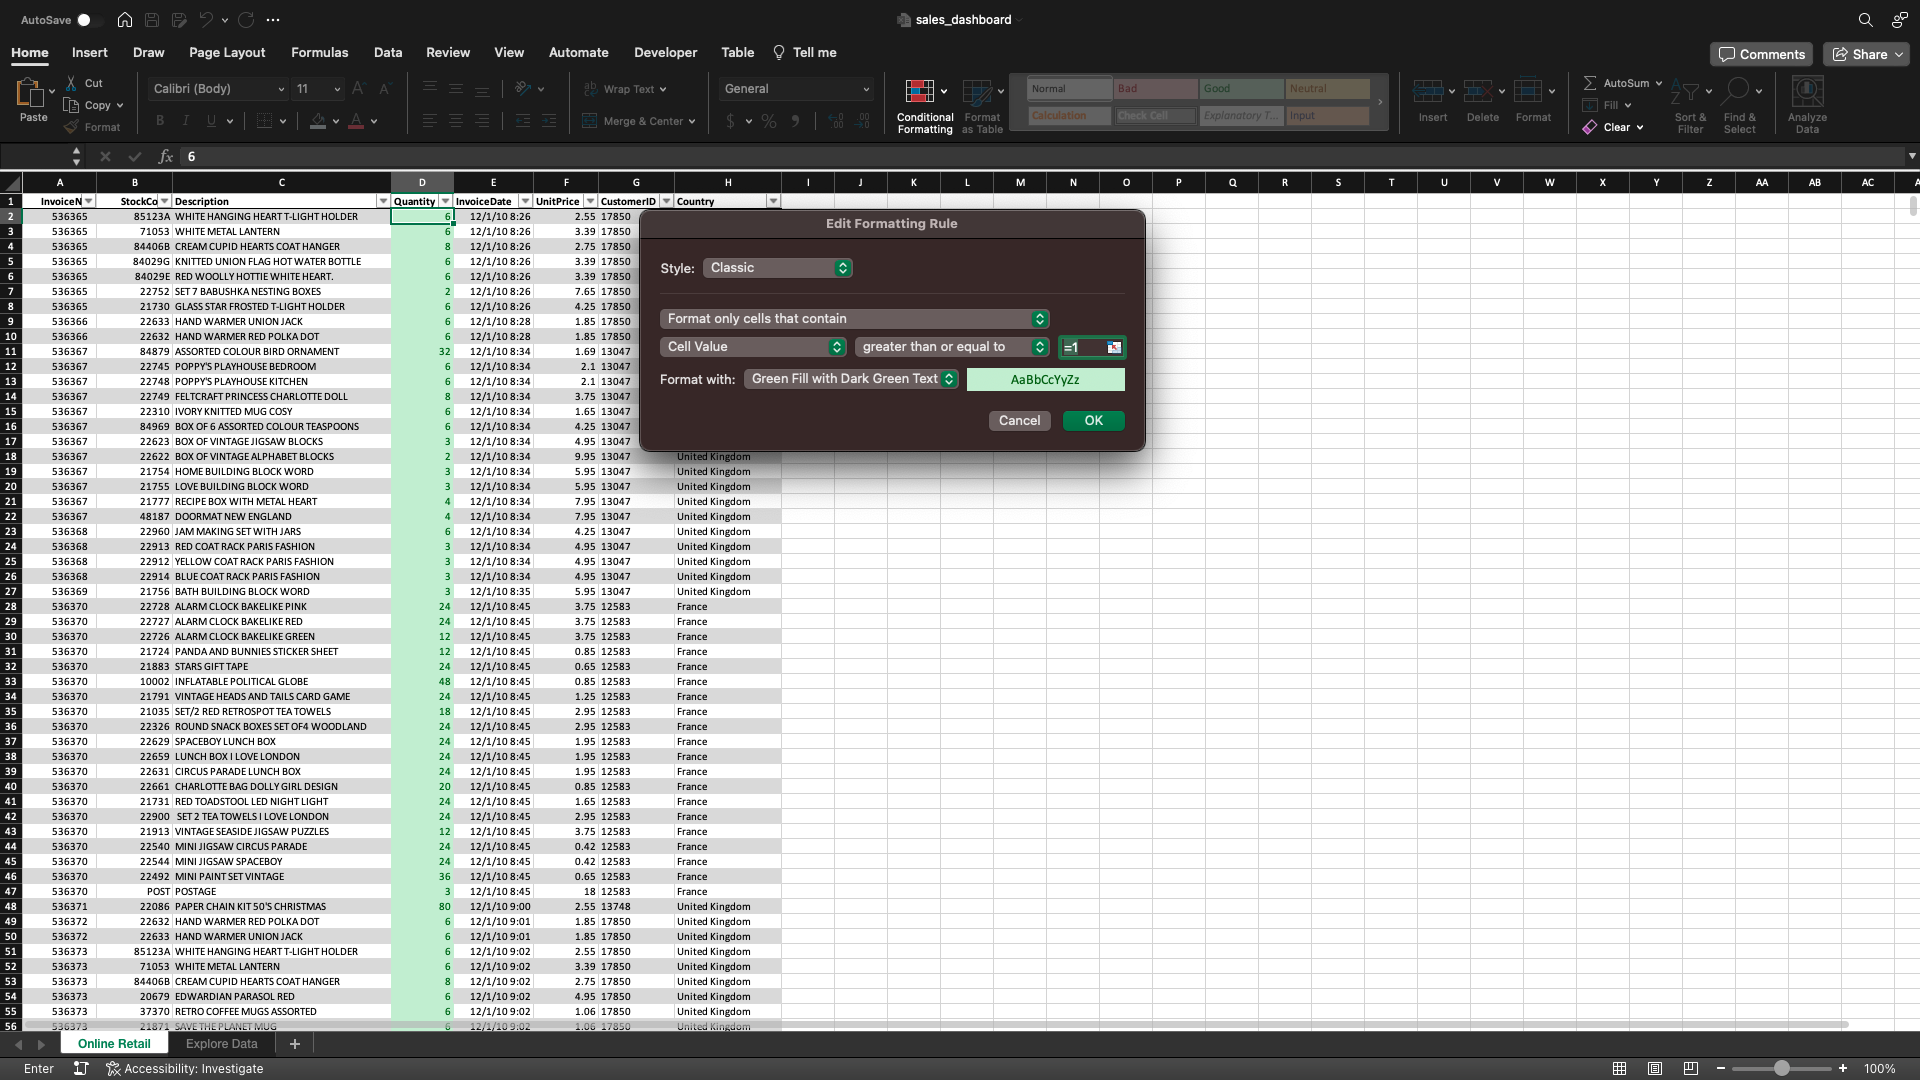 AutoSave
sales_dashboard
Home Insert Draw Page Layout Formulas Data Review View Automate Developer Table Tell me
Comments Share
Paste
Cut
Copy
Format
Calibri (Body) 11
B I U
Wrap Text
Merge & Center
General
$ %
Conditional Formatting
Format as Table
Normal Bad Good Neutral
Calculation Check Cell Explanatory T... Input
Insert Delete Format
AutoSum
Fill
Clear
Sort & Filter
Find & Select
Analyze Data
fx 6
A B C D E F G H I J K L M N O P Q R S T U V W X Y Z AA AB AC
1 InvoiceN StockCo Description Quantity InvoiceDate UnitPrice CustomerID Country
2 536365 85123A WHITE HANGING HEART T-LIGHT HOLDER 6 12/1/10 8:26 2.55 17850
3 536365 71053 WHITE METAL LANTERN 6 12/1/10 8:26 3.39 17850
4 536365 84406B CREAM CUPID HEARTS COAT HANGER 8 12/1/10 8:26 2.75 17850
5 536365 84029G KNITTED UNION FLAG HOT WATER BOTTLE 6 12/1/10 8:26 3.39 17850
6 536365 84029E RED WOOLLY HOTTIE WHITE HEART. 6 12/1/10 8:26 3.39 17850
7 536365 22752 SET 7 BABUSHKA NESTING BOXES 2 12/1/10 8:26 7.65 17850
8 536365 21730 GLASS STAR FROSTED T-LIGHT HOLDER 6 12/1/10 8:26 4.25 17850
9 536366 22633 HAND WARMER UNION JACK 6 12/1/10 8:28 1.85 17850
10 536366 22632 HAND WARMER RED POLKA DOT 6 12/1/10 8:28 1.85 17850
11 536367 84879 ASSORTED COLOUR BIRD ORNAMENT 32 12/1/10 8:34 1.69 13047
12 536367 22745 POPPY'S PLAYHOUSE BEDROOM 6 12/1/10 8:34 2.1 13047
13 536367 22748 POPPY'S PLAYHOUSE KITCHEN 6 12/1/10 8:34 2.1 13047
14 536367 22749 FELTCRAFT PRINCESS CHARLOTTE DOLL 8 12/1/10 8:34 3.75 13047
15 536367 22310 IVORY KNITTED MUG COSY 6 12/1/10 8:34 1.65 13047
16 536367 84969 BOX OF 6 ASSORTED COLOUR TEASPOONS 6 12/1/10 8:34 4.25 13047
17 536367 22623 BOX OF VINTAGE JIGSAW BLOCKS 3 12/1/10 8:34 4.95 13047
18 536367 22622 BOX OF VINTAGE ALPHABET BLOCKS 2 12/1/10 8:34 9.95 13047 United Kingdom
19 536367 21754 HOME BUILDING BLOCK WORD 3 12/1/10 8:34 5.95 13047 United Kingdom
20 536367 21755 LOVE BUILDING BLOCK WORD 3 12/1/10 8:34 5.95 13047 United Kingdom
21 536367 21777 RECIPE BOX WITH METAL HEART 4 12/1/10 8:34 7.95 13047 United Kingdom
22 536367 48187 DOORMAT NEW ENGLAND 4 12/1/10 8:34 7.95 13047 United Kingdom
23 536368 22960 JAM MAKING SET WITH JARS 6 12/1/10 8:34 4.25 13047 United Kingdom
24 536368 22913 RED COAT RACK PARIS FASHION 3 12/1/10 8:34 4.95 13047 United Kingdom
25 536368 22912 YELLOW COAT RACK PARIS FASHION 3 12/1/10 8:34 4.95 13047 United Kingdom
26 536368 22914 BLUE COAT RACK PARIS FASHION 3 12/1/10 8:34 4.95 13047 United Kingdom
27 536369 21756 BATH BUILDING BLOCK WORD 3 12/1/10 8:35 5.95 13047 United Kingdom
28 536370 22728 ALARM CLOCK BAKELIKE PINK 24 12/1/10 8:45 3.75 12583 France
29 536370 22727 ALARM CLOCK BAKELIKE RED 24 12/1/10 8:45 3.75 12583 France
30 536370 22726 ALARM CLOCK BAKELIKE GREEN 12 12/1/10 8:45 3.75 12583 France
31 536370 21724 PANDA AND BUNNIES STICKER SHEET 12 12/1/10 8:45 0.85 12583 France
32 536370 21883 STARS GIFT TAPE 24 12/1/10 8:45 0.65 12583 France
33 536370 10002 INFLATABLE POLITICAL GLOBE 48 12/1/10 8:45 0.85 12583 France
34 536370 21791 VINTAGE HEADS AND TAILS CARD GAME 24 12/1/10 8:45 1.25 12583 France
35 536370 21035 SET/2 RED RETROSPOT TEA TOWELS 18 12/1/10 8:45 2.95 12583 France
36 536370 22326 ROUND SNACK BOXES SET OF4 WOODLAND 24 12/1/10 8:45 2.95 12583 France
37 536370 22629 SPACEBOY LUNCH BOX 24 12/1/10 8:45 1.95 12583 France
38 536370 22659 LUNCH BOX I LOVE LONDON 24 12/1/10 8:45 1.95 12583 France
39 536370 22631 CIRCUS PARADE LUNCH BOX 24 12/1/10 8:45 1.95 12583 France
40 536370 22661 CHARLOTTE BAG DOLLY GIRL DESIGN 20 12/1/10 8:45 0.85 12583 France
41 536370 21731 RED TOADSTOOL LED NIGHT LIGHT 24 12/1/10 8:45 1.65 12583 France
42 536370 22900 SET 2 TEA TOWELS I LOVE LONDON 24 12/1/10 8:45 2.95 12583 France
43 536370 21913 VINTAGE SEASIDE JIGSAW PUZZLES 12 12/1/10 8:45 3.75 12583 France
44 536370 22540 MINI JIGSAW CIRCUS PARADE 24 12/1/10 8:45 0.42 12583 France
45 536370 22544 MINI JIGSAW SPACEBOY 24 12/1/10 8:45 0.42 12583 France
46 536370 22492 MINI PAINT SET VINTAGE 36 12/1/10 8:45 0.65 12583 France
47 536370 POST POSTAGE 3 12/1/10 8:45 18 12583 France
48 536371 22086 PAPER CHAIN KIT 50'S CHRISTMAS 80 12/1/10 9:00 2.55 13748 United Kingdom
49 536372 22632 HAND WARMER RED POLKA DOT 6 12/1/10 9:01 1.85 17850 United Kingdom
50 536372 22633 HAND WARMER UNION JACK 6 12/1/10 9:01 1.85 17850 United Kingdom
51 536373 85123A WHITE HANGING HEART T-LIGHT HOLDER 6 12/1/10 9:02 2.55 17850 United Kingdom
52 536373 71053 WHITE METAL LANTERN 6 12/1/10 9:02 3.39 17850 United Kingdom
53 536373 84406B CREAM CUPID HEARTS COAT HANGER 8 12/1/10 9:02 2.75 17850 United Kingdom
54 536373 20679 EDWARDIAN PARASOL RED 6 12/1/10 9:02 4.95 17850 United Kingdom
55 536373 37370 RETRO COFFEE MUGS ASSORTED 6 12/1/10 9:02 1.06 17850 United Kingdom
56 536373 21871 SAVE THE PLANET MUG 6 12/1/10 9:02 1.06 17850 United Kingdom
Edit Formatting Rule
Style: Classic
Format only cells that contain
Cell Value greater than or equal to =1
Format with: Green Fill with Dark Green Text AaBbCcYyZz
Cancel OK
Online Retail Explore Data +
Enter Accessibility: Investigate
100%